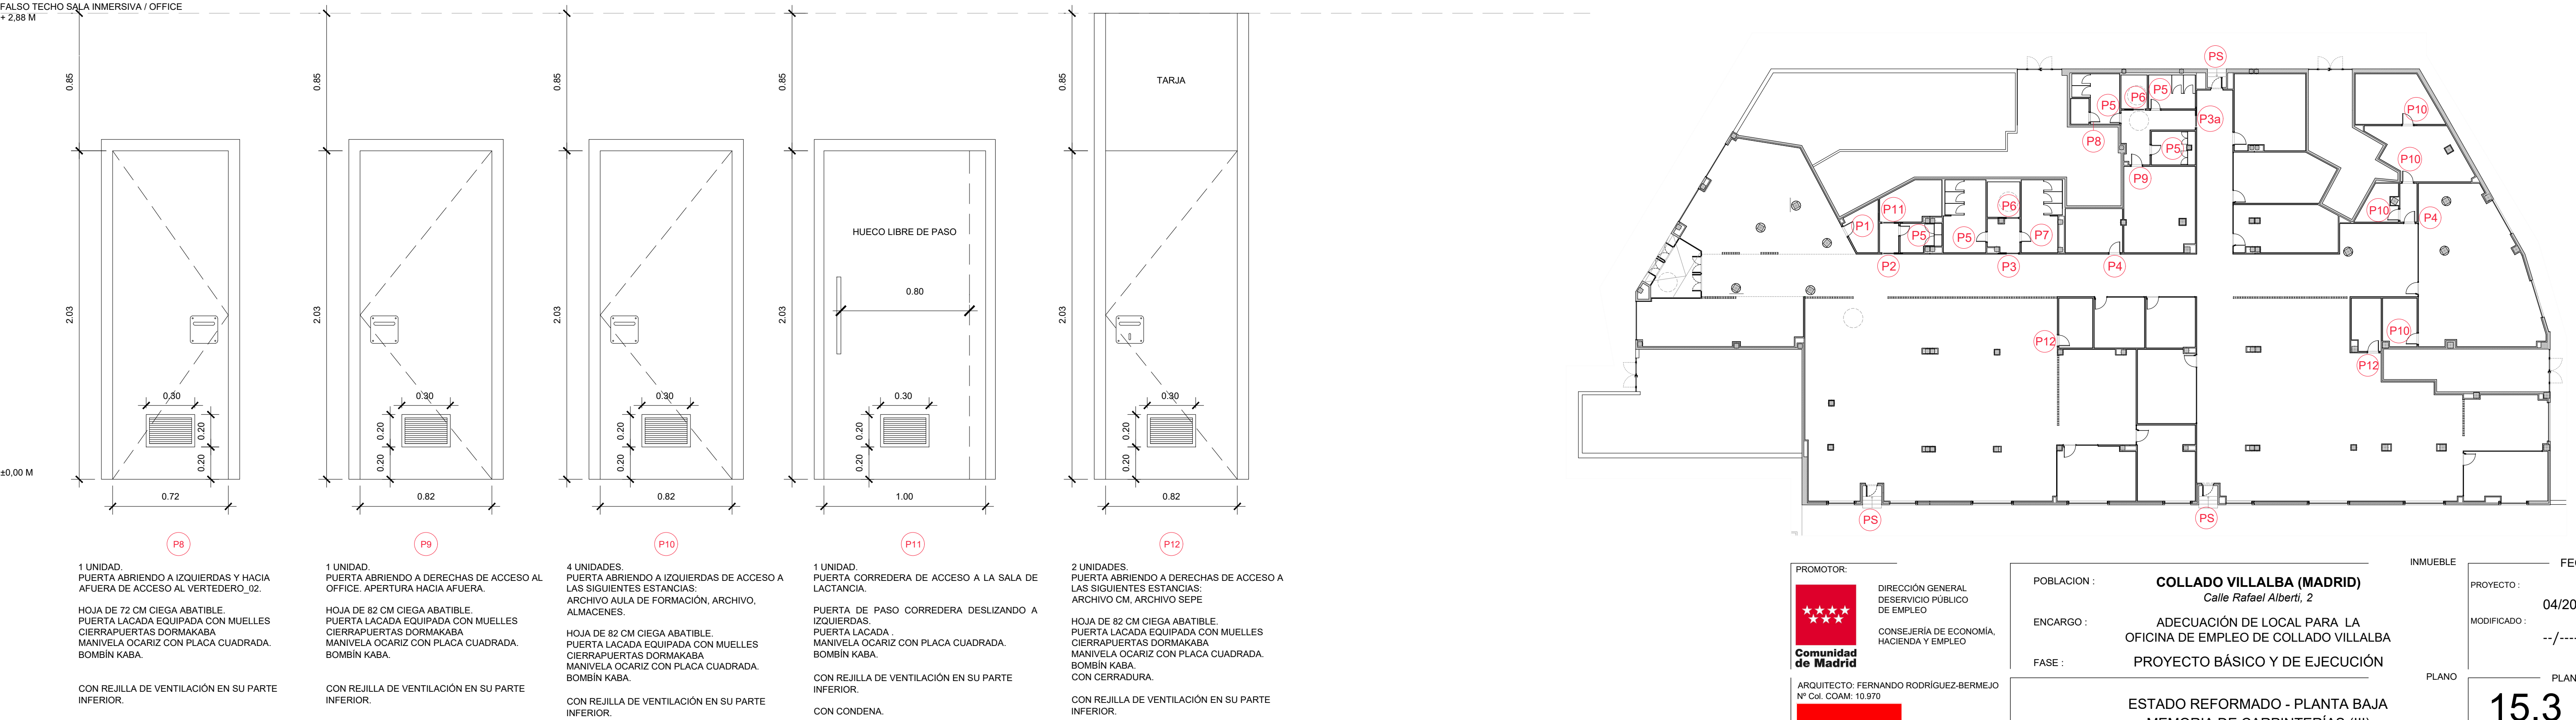 FALSO TECHO SALA INMERSIVA / OFFICE
+ 2,88 M
0.85
2.03
0.30
0.20
0.20
±0,00 M
0.72
P8
1 UNIDAD.
PUERTA ABRIENDO A IZQUIERDAS Y HACIA
AFUERA DE ACCESO AL VERTEDERO_02.
HOJA DE 72 CM CIEGA ABATIBLE.
PUERTA LACADA EQUIPADA CON MUELLES
CIERRAPUERTAS DORMAKABA
MANIVELA OCARIZ CON PLACA CUADRADA.
BOMBÍN KABA.
CON REJILLA DE VENTILACIÓN EN SU PARTE
INFERIOR.
0.85
2.03
0.30
0.20
0.20
0.82
P9
1 UNIDAD.
PUERTA ABRIENDO A DERECHAS DE ACCESO AL
OFFICE. APERTURA HACIA AFUERA.
HOJA DE 82 CM CIEGA ABATIBLE.
PUERTA LACADA EQUIPADA CON MUELLES
CIERRAPUERTAS DORMAKABA
MANIVELA OCARIZ CON PLACA CUADRADA.
BOMBÍN KABA.
CON REJILLA DE VENTILACIÓN EN SU PARTE
INFERIOR.
0.85
2.03
0.30
0.20
0.20
0.82
P10
4 UNIDADES.
PUERTA ABRIENDO A IZQUIERDAS DE ACCESO A
LAS SIGUIENTES ESTANCIAS:
ARCHIVO AULA DE FORMACIÓN, ARCHIVO,
ALMACENES.
HOJA DE 82 CM CIEGA ABATIBLE.
PUERTA LACADA EQUIPADA CON MUELLES
CIERRAPUERTAS DORMAKABA
MANIVELA OCARIZ CON PLACA CUADRADA.
BOMBÍN KABA.
CON REJILLA DE VENTILACIÓN EN SU PARTE
INFERIOR.
0.85
2.03
HUECO LIBRE DE PASO
0.80
0.30
0.20
0.20
1.00
P11
1 UNIDAD.
PUERTA CORREDERA DE ACCESO A LA SALA DE
LACTANCIA.
PUERTA DE PASO CORREDERA DESLIZANDO A
IZQUIERDAS.
PUERTA LACADA .
MANIVELA OCARIZ CON PLACA CUADRADA.
BOMBÍN KABA.
CON REJILLA DE VENTILACIÓN EN SU PARTE
INFERIOR.
CON CONDENA.
0.85
TARJA
2.03
0.30
0.20
0.20
0.82
P12
2 UNIDADES.
PUERTA ABRIENDO A DERECHAS DE ACCESO A
LAS SIGUIENTES ESTANCIAS:
ARCHIVO CM, ARCHIVO SEPE
HOJA DE 82 CM CIEGA ABATIBLE.
PUERTA LACADA EQUIPADA CON MUELLES
CIERRAPUERTAS DORMAKABA
MANIVELA OCARIZ CON PLACA CUADRADA.
BOMBÍN KABA.
CON CERRADURA.
CON REJILLA DE VENTILACIÓN EN SU PARTE
INFERIOR.
PS
P5
P6
P5
P10
P3a
P8
P5
P10
P9
P11
P6
P10
P4
P1
P5
P5
P7
P2
P3
P4
P12
P10
P12
PS
PS
PROMOTOR:
Comunidad
de Madrid
DIRECCIÓN GENERAL
DESERVICIO PÚBLICO
DE EMPLEO
CONSEJERÍA DE ECONOMÍA,
HACIENDA Y EMPLEO
ARQUITECTO: FERNANDO RODRÍGUEZ-BERMEJO
Nº Col. COAM: 10.970
INMUEBLE
POBLACION : COLLADO VILLALBA (MADRID)
Calle Rafael Alberti, 2
ENCARGO : ADECUACIÓN DE LOCAL PARA LA
OFICINA DE EMPLEO DE COLLADO VILLALBA
FASE : PROYECTO BÁSICO Y DE EJECUCIÓN
PLANO
ESTADO REFORMADO - PLANTA BAJA
MEMORIA DE CARPINTERÍAS (III)
PROYECTO :
04/20
MODIFICADO :
--/---
PLAN
15.3